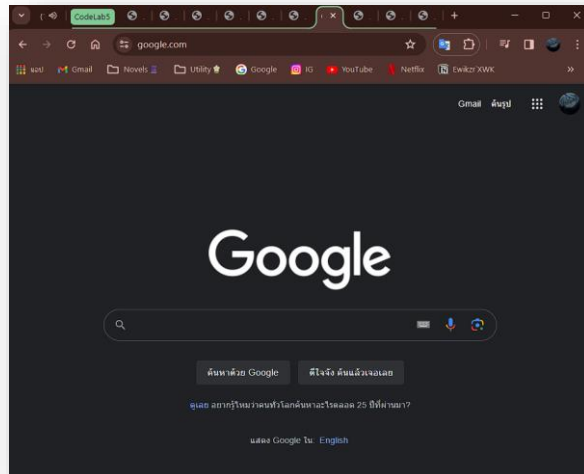 CodeLab5
google.com
แอป Gmail Novels Utility Google IG YouTube Netflix Ewikzr XWK
Gmail ค้นรูป
Google
ค้นหาด้วย Google ดีใจจัง ค้นแล้วเจอเลย
ดูเลย อยากรู้ไหมว่าคนทั่วโลกค้นหาอะไรตลอด 25 ปีที่ผ่านมา?
แสดง Google ใน: English